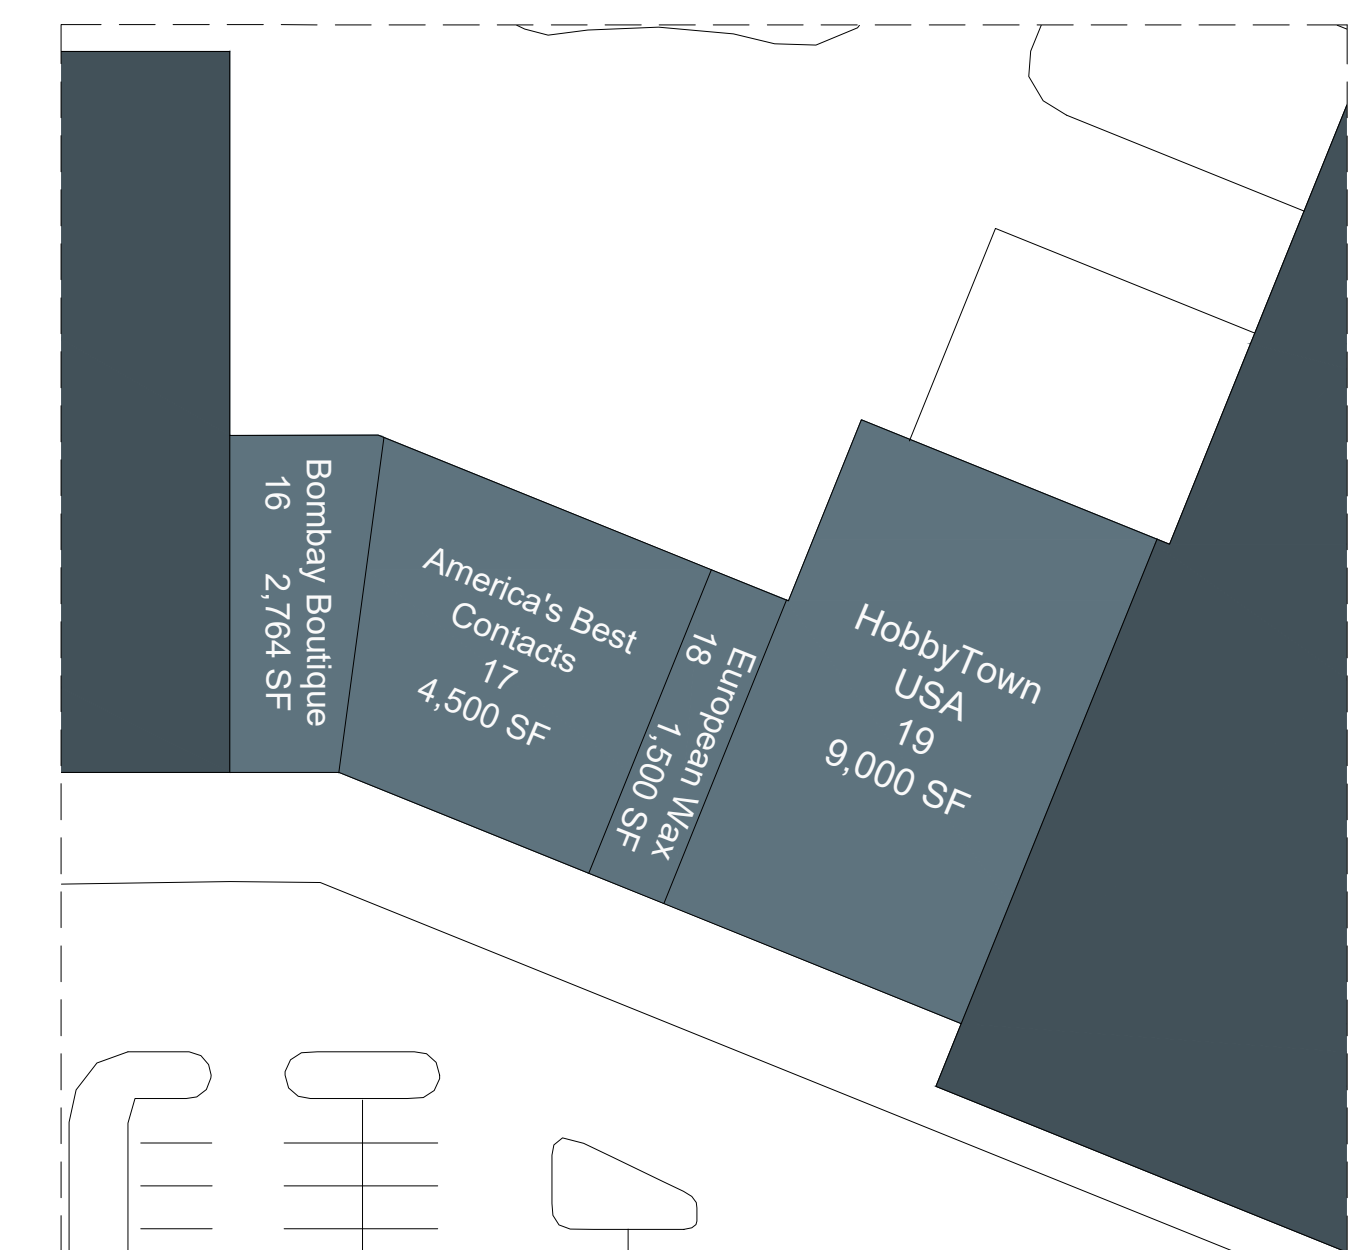 Bombay Boutique
16 2,764 SF
America's Best
Contacts
17
4,500 SF
European Wax
18 1,500 SF
HobbyTown
USA
19
9,000 SF